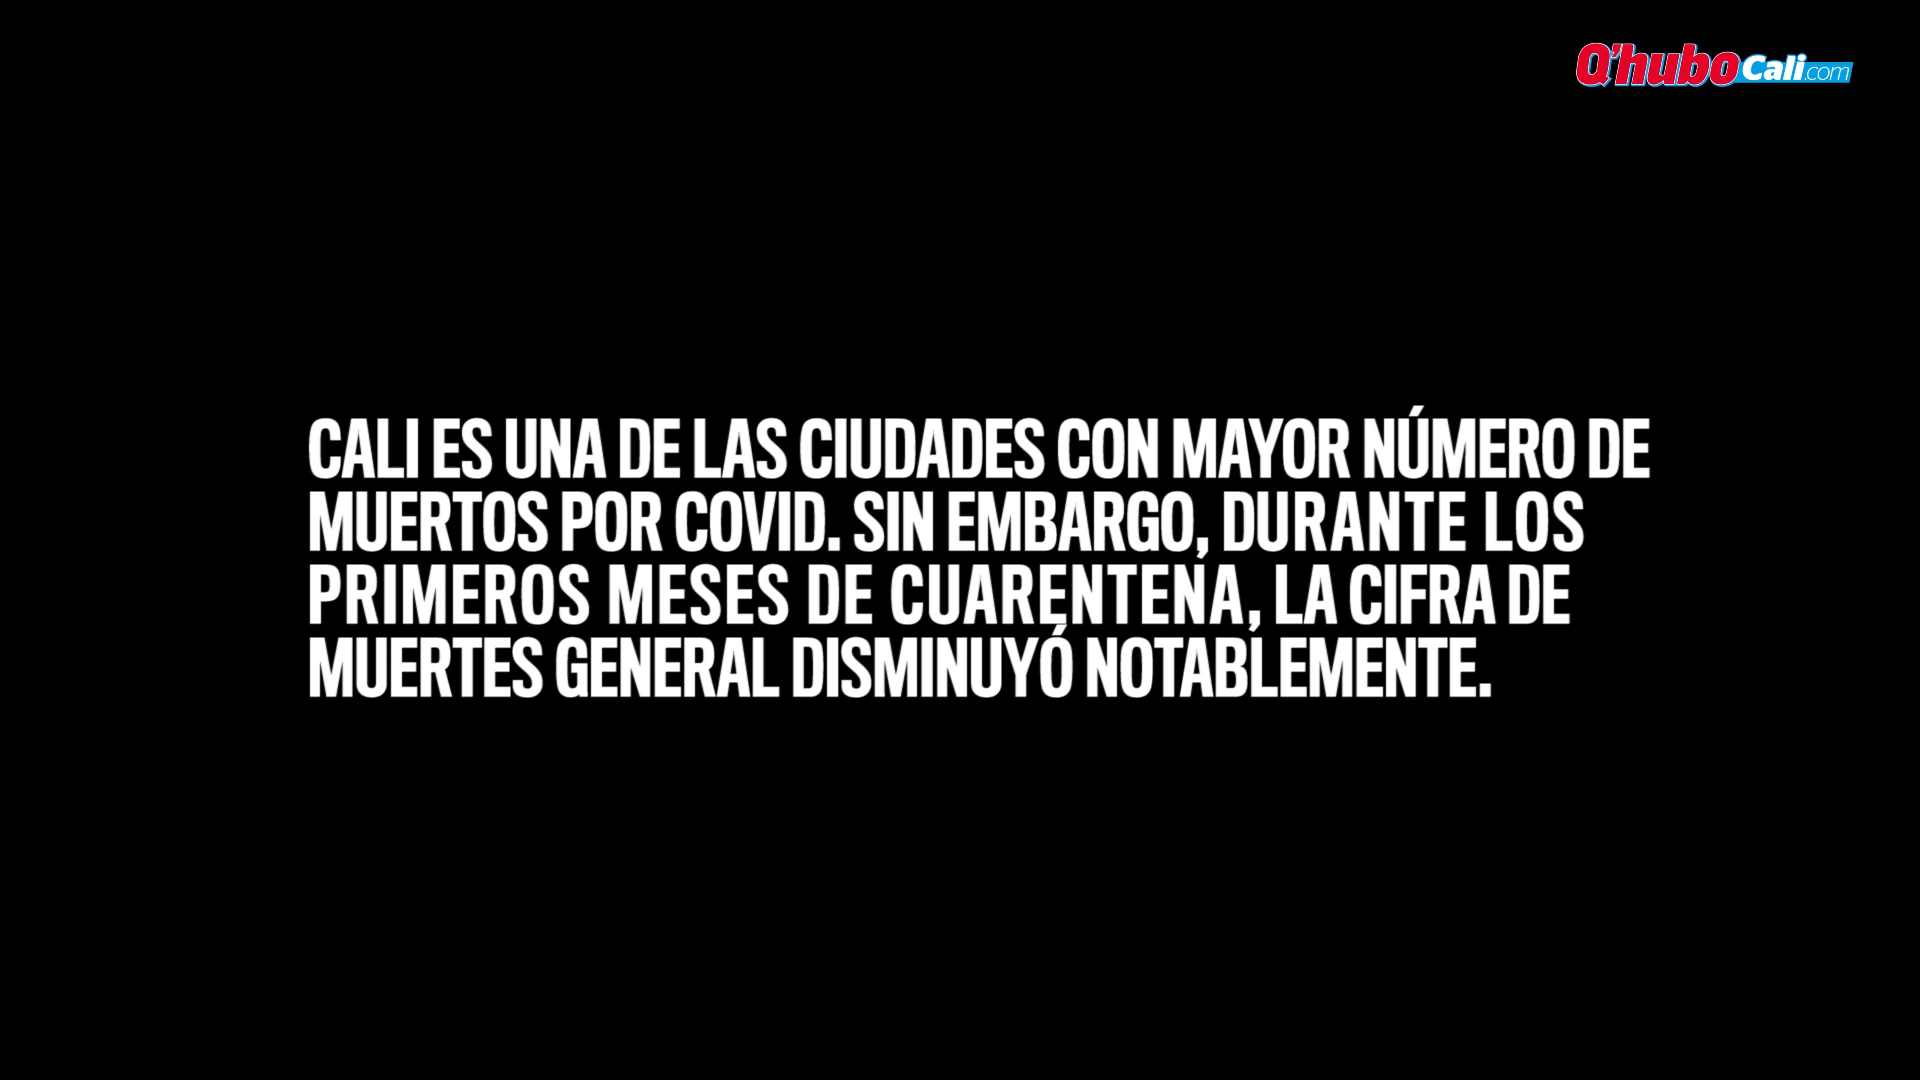 Q'hubo Cali.com
CALI ES UNA DE LAS CIUDADES CON MAYOR NÚMERO DE
MUERTOS POR COVID. SIN EMBARGO, DURANTE LOS
PRIMEROS MESES DE CUARENTENA, LA CIFRA DE
MUERTES GENERAL DISMINUYÓ NOTABLEMENTE.